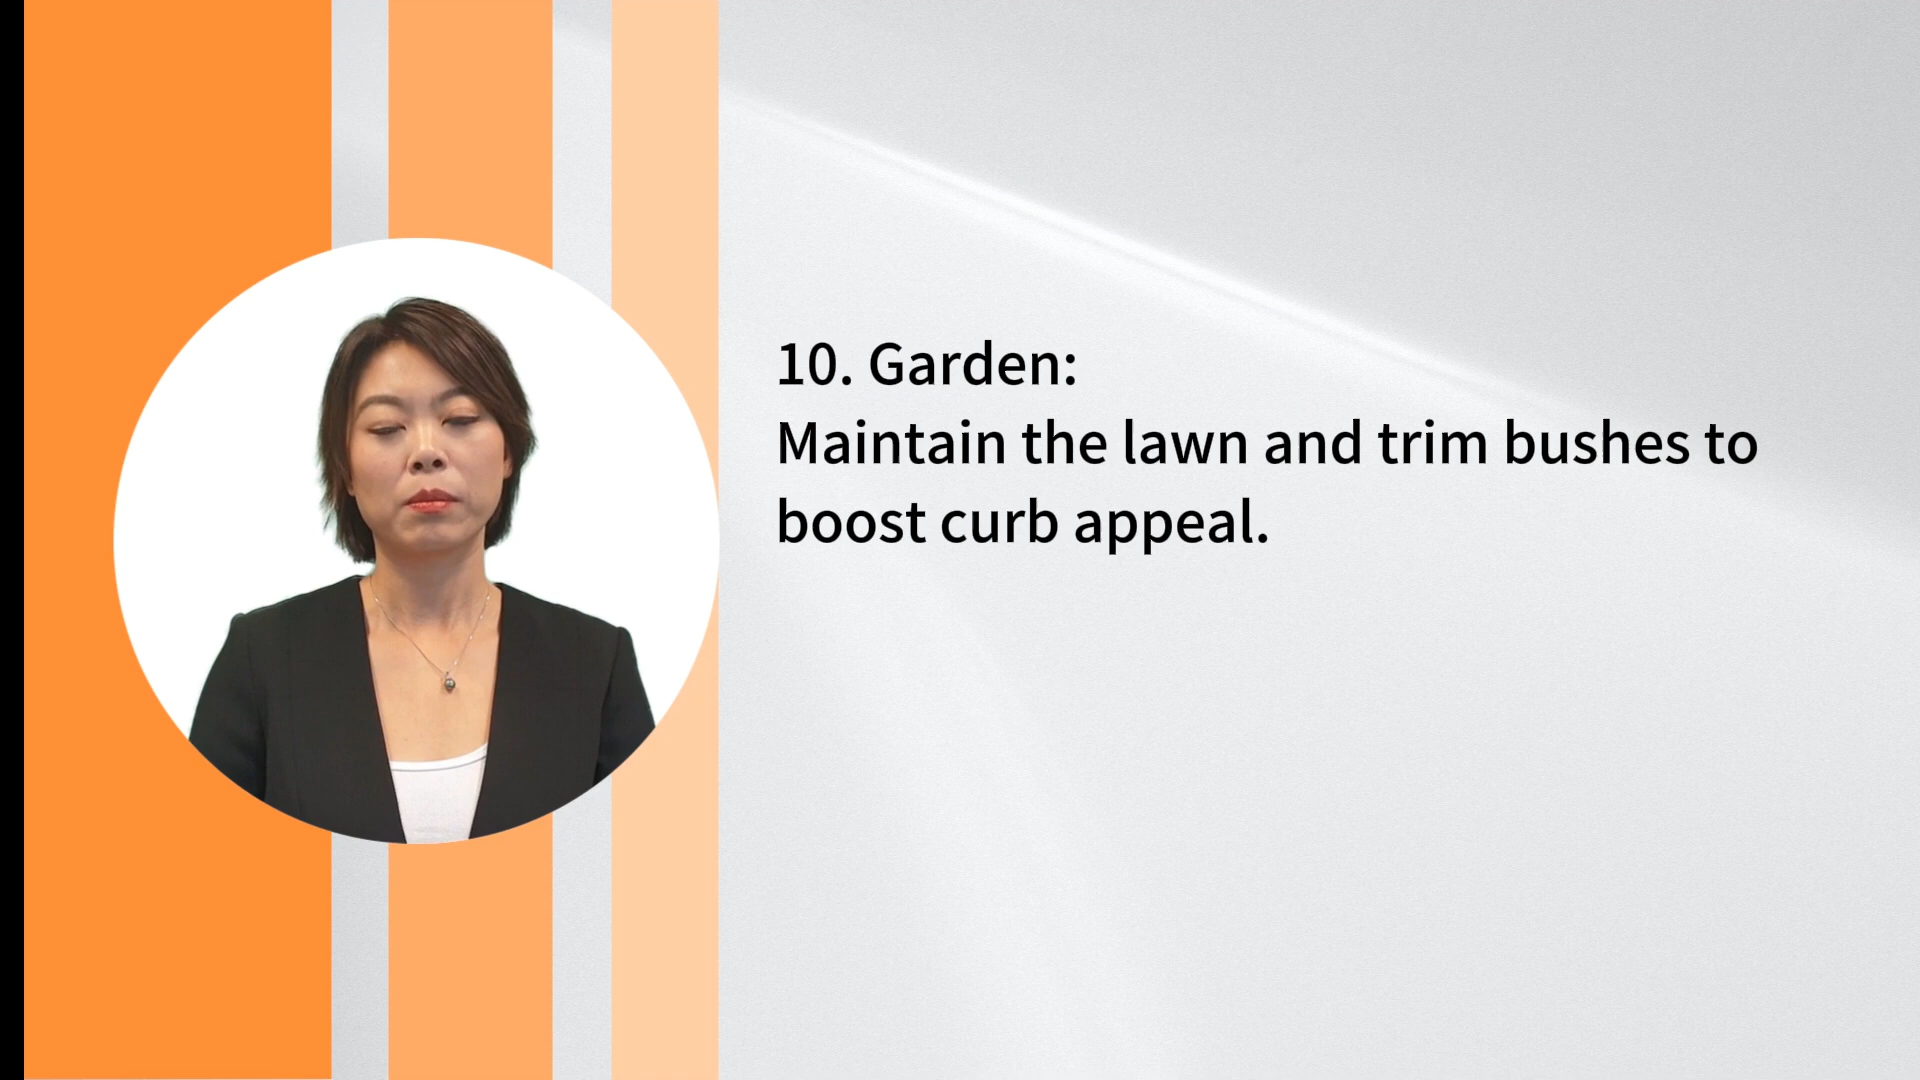 10. Garden:
Maintain the lawn and trim bushes to
boost curb appeal.